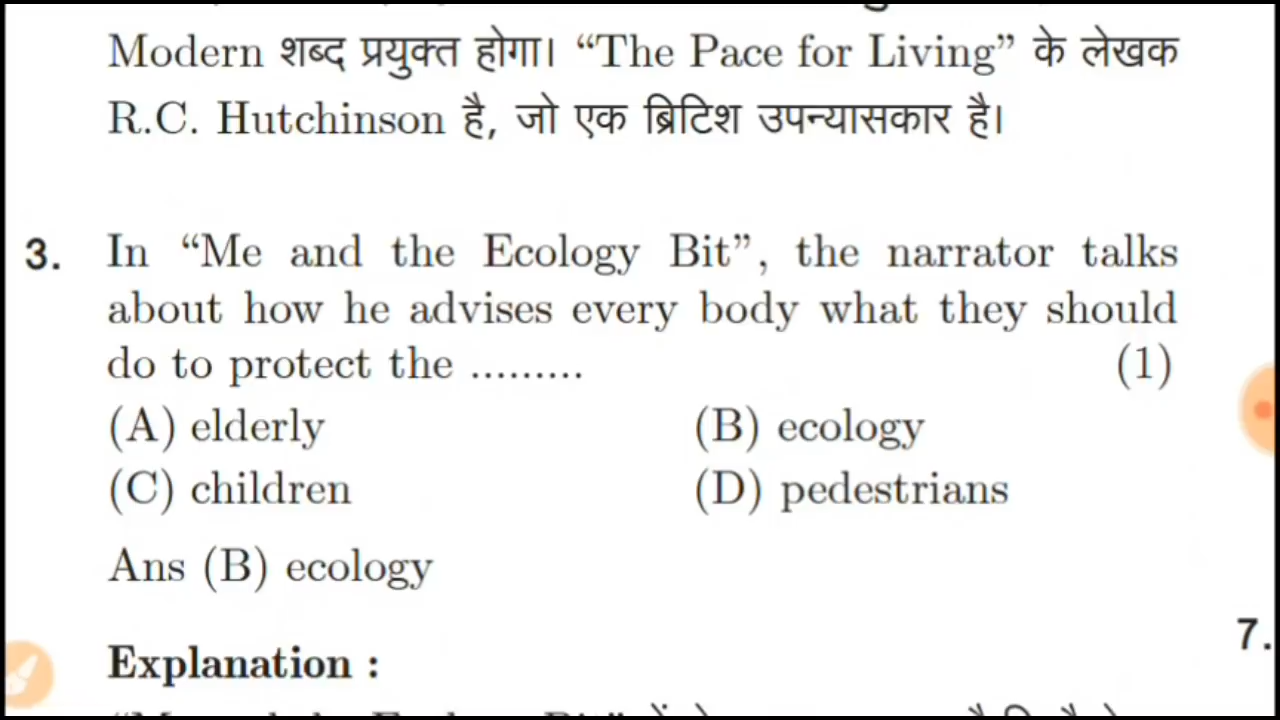 Modern शब्द प्रयुक्त होगा। “The Pace for Living” के लेखक
R.C. Hutchinson है, जो एक ब्रिटिश उपन्यासकार है।
3. In “Me and the Ecology Bit”, the narrator talks
about how he advises every body what they should
do to protect the ......... (1)
(A) elderly (B) ecology
(C) children (D) pedestrians
Ans (B) ecology
7.
Explanation :